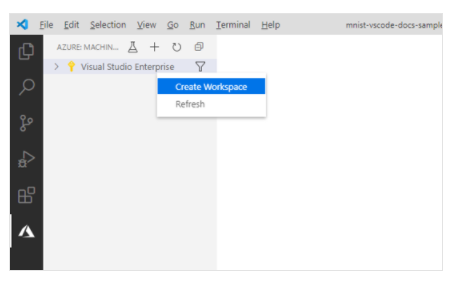 File Edit Selection View Go Run Terminal Help mnist-vscode-docs-sample
AZURE: MACHIN...
Visual Studio Enterprise
Create Workspace
Refresh